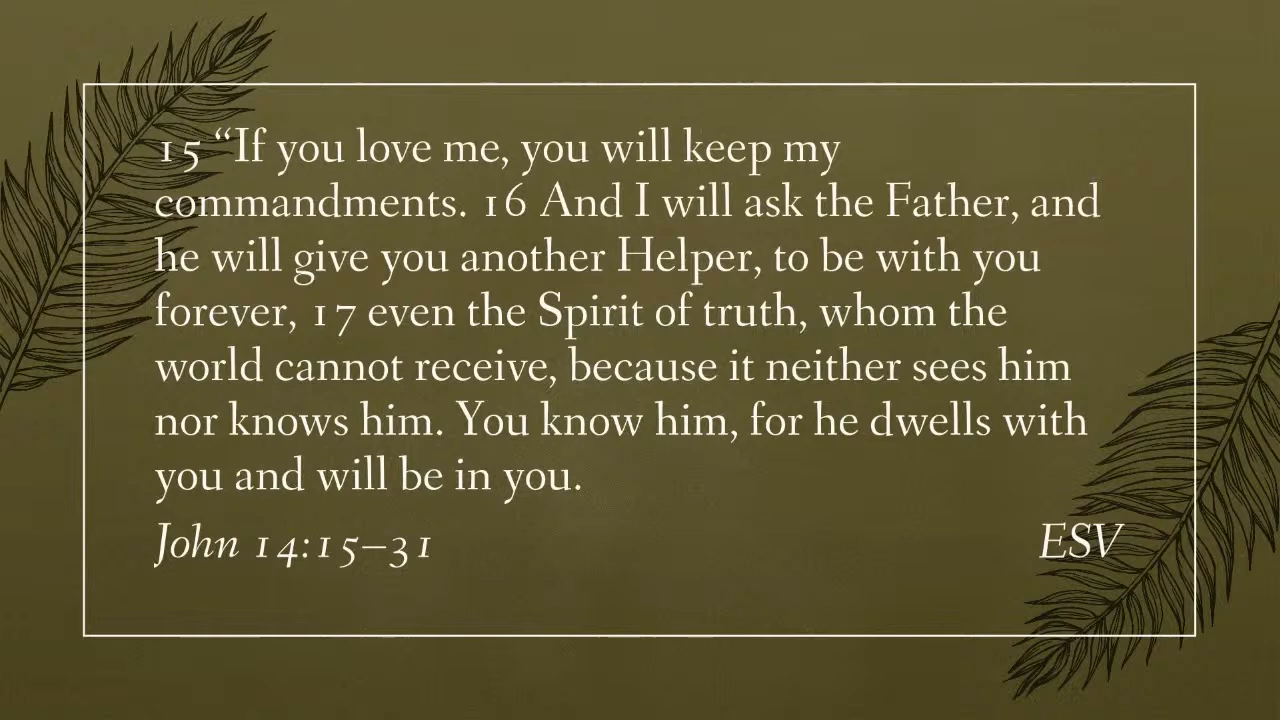 15 “If you love me, you will keep my
commandments. 16 And I will ask the Father, and
he will give you another Helper, to be with you
forever, 17 even the Spirit of truth, whom the
world cannot receive, because it neither sees him
nor knows him. You know him, for he dwells with
you and will be in you.
John 14:15–31 ESV